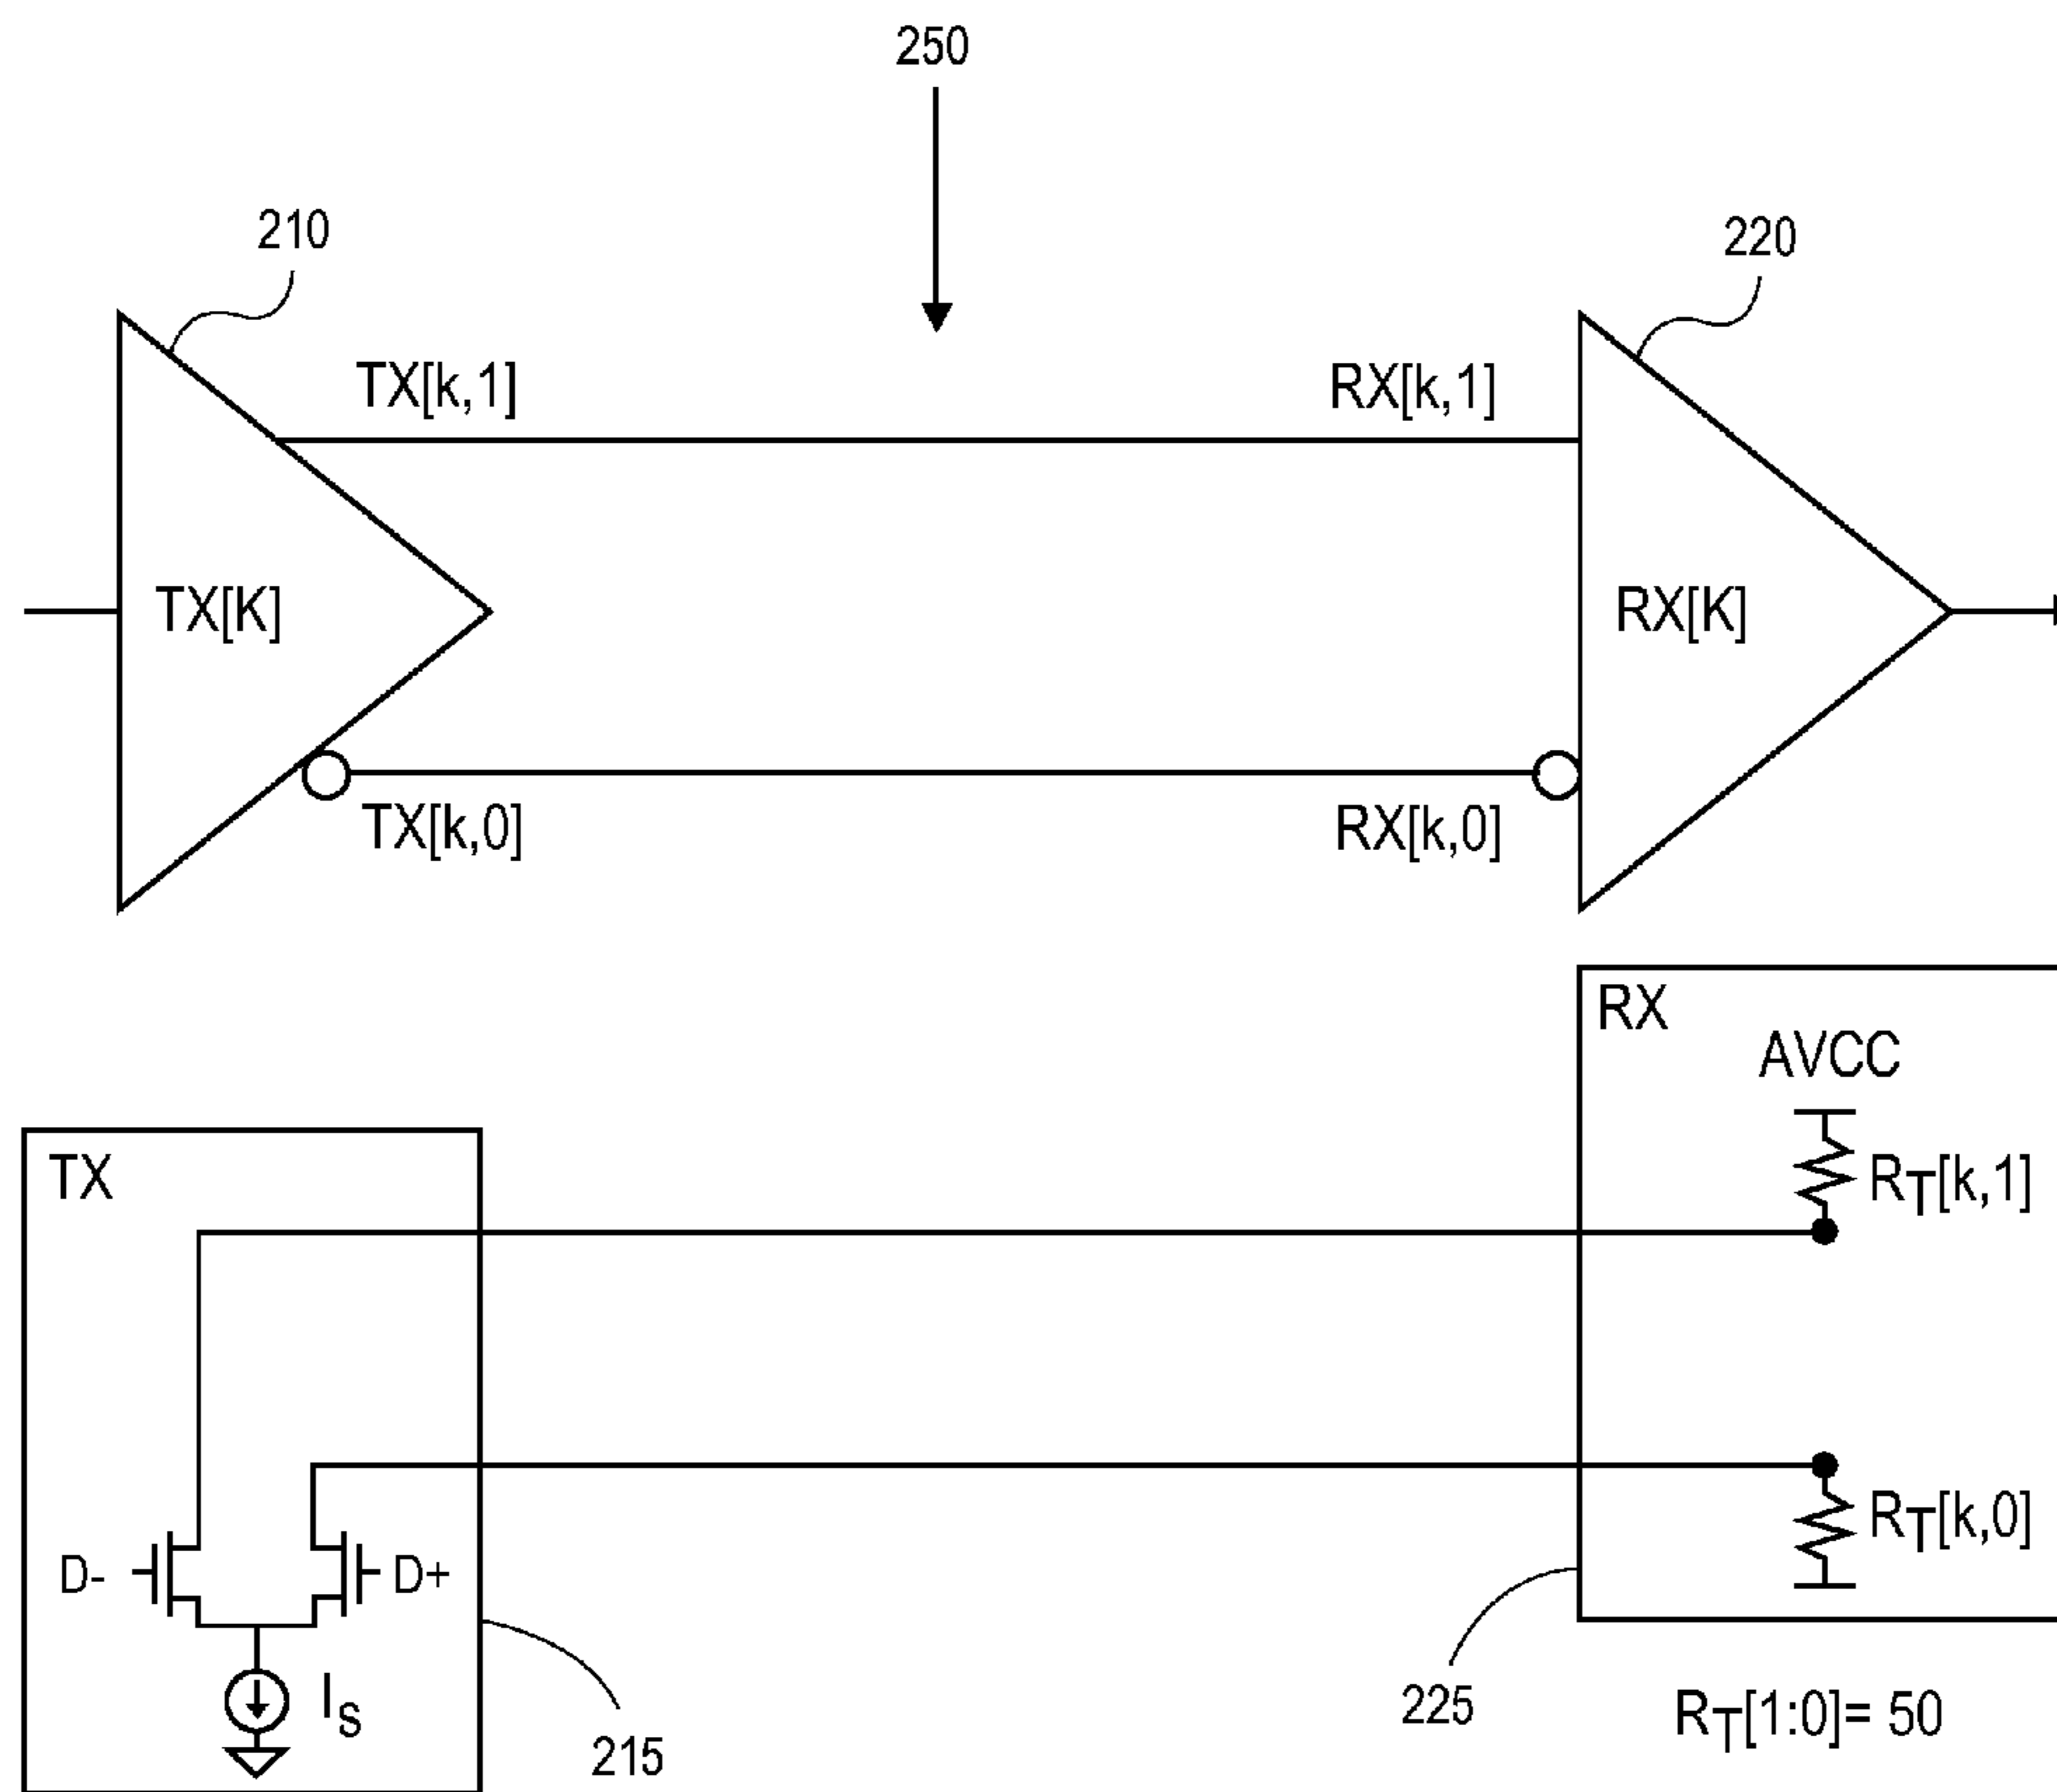 250
210
220
TX[k,1]
RX[k,1]
TX[K]
RX[K]
TX[k,0]
RX[k,0]
RX
AVCC
TX
RT[k,1]
RT[k,0]
D-
D+
IS
225
RT[1:0]= 50
215